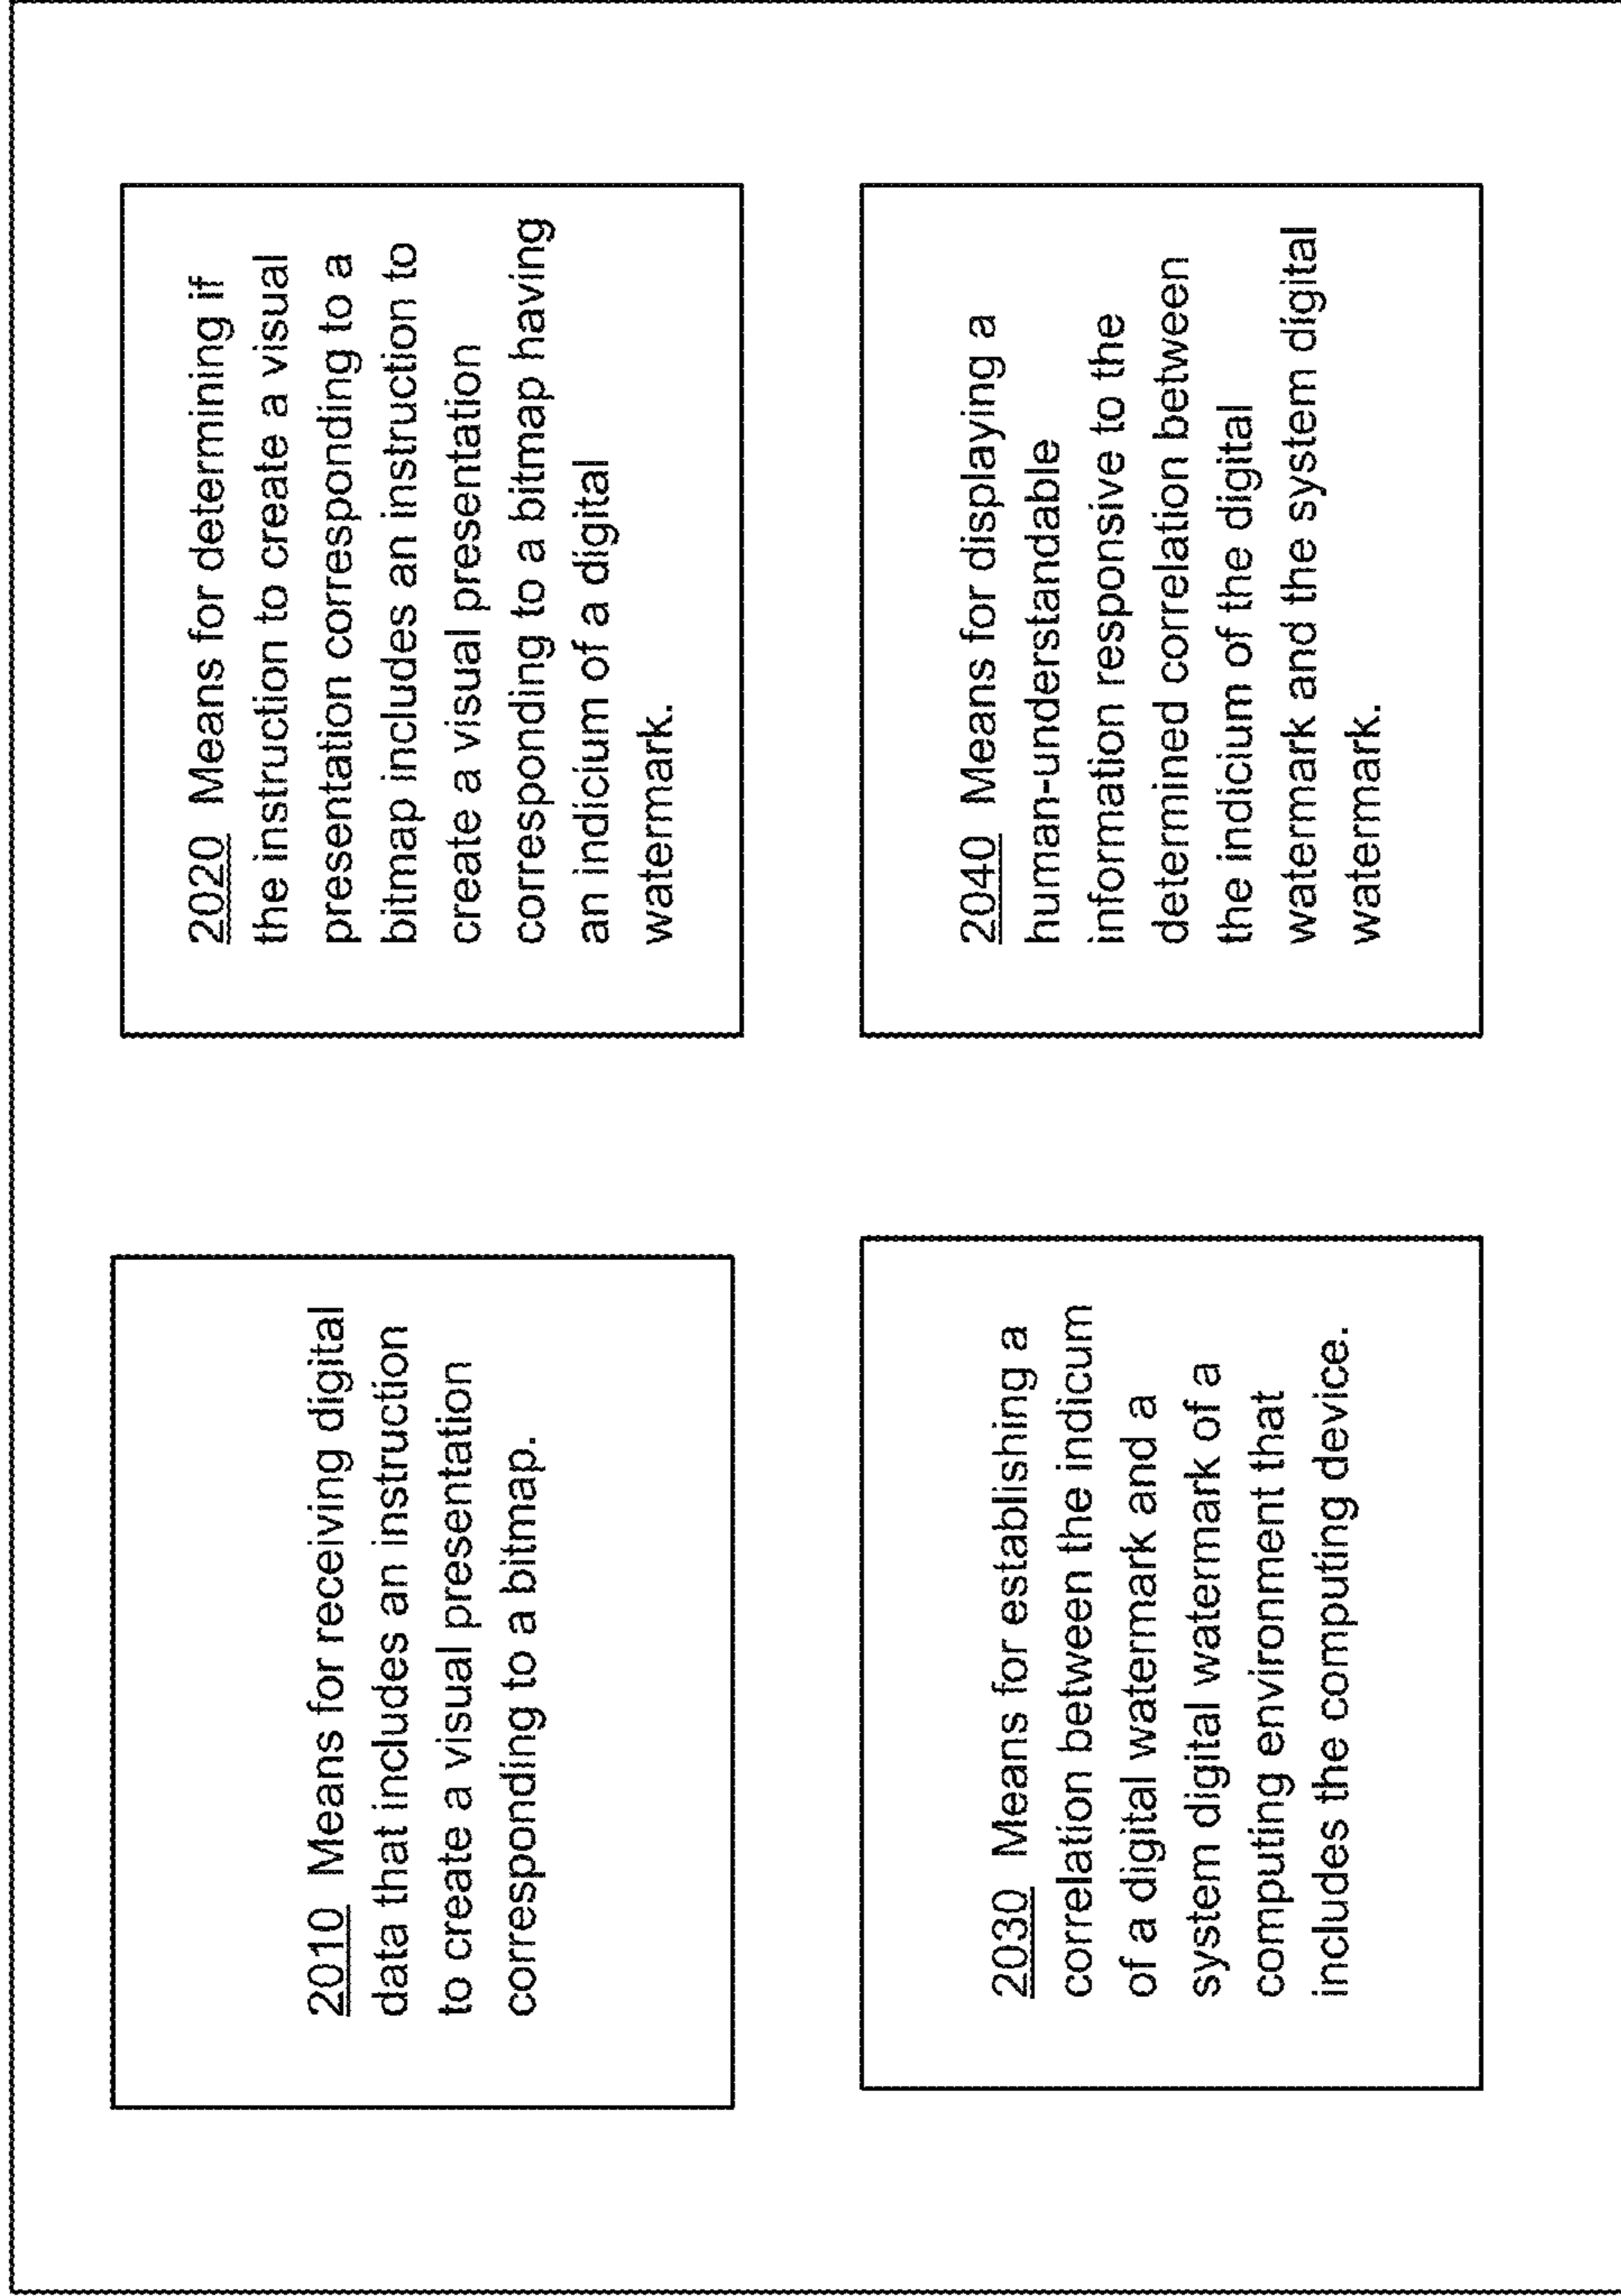 2010 Means for receiving digital
data that includes an instruction
to create a visual presentation
corresponding to a bitmap.
2020 Means for determining if
the instruction to create a visual
presentation corresponding to a
bitmap includes an instruction to
create a visual presentation
corresponding to a bitmap having
an indicium of a digital
watermark.
2030 Means for establishing a
correlation between the indicum
of a digital watermark and a
system digital watermark of a
computing environment that
includes the computing device.
2040 Means for displaying a
human-understandable
information responsive to the
determined correlation between
the indicium of the digital
watermark and the system digital
watermark.